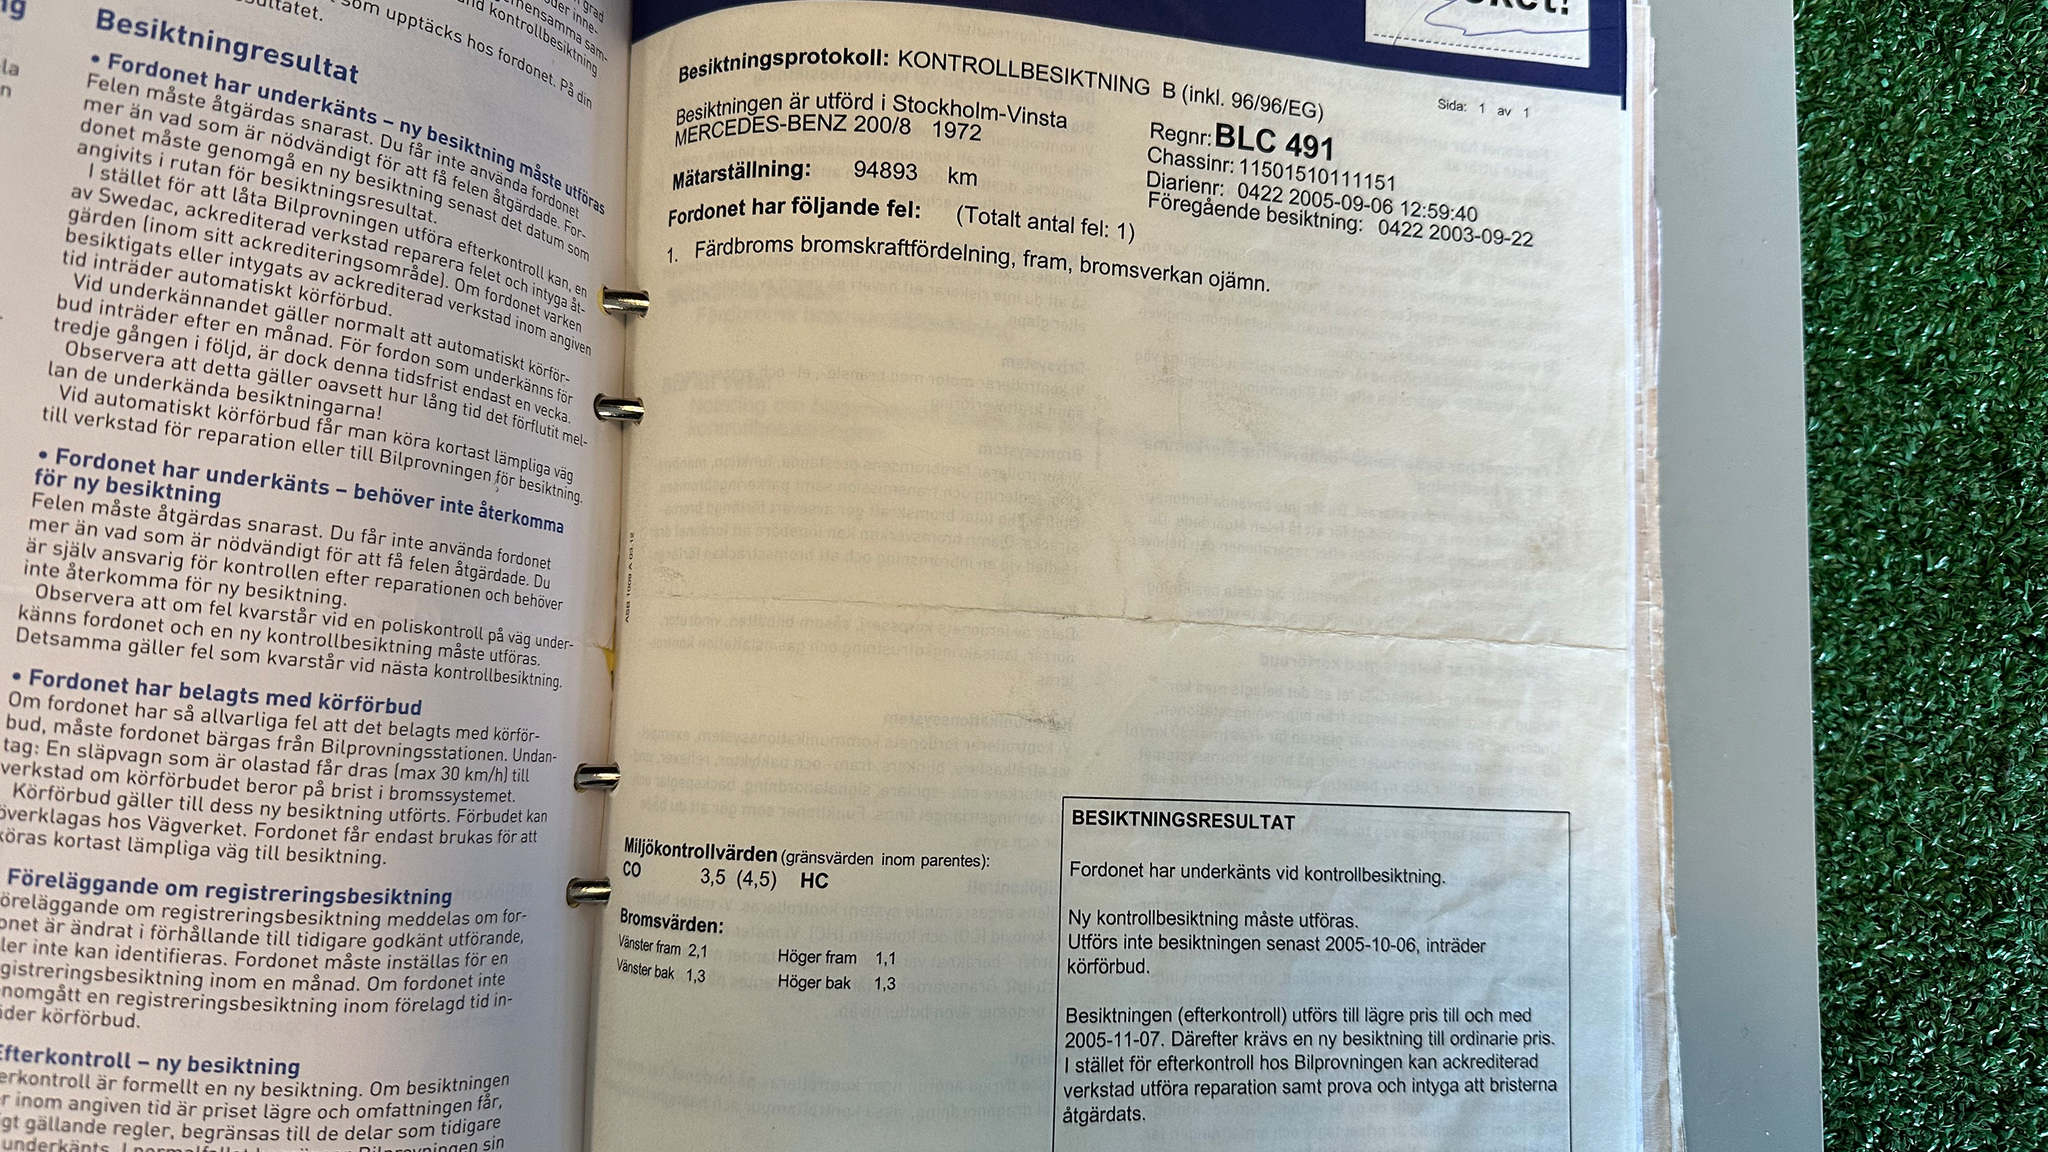 som upptäcks hos fordonet. På din
Besiktningresultat
• Fordonet har underkänts – ny besiktning måste utföras
Felen måste åtgärdas snarast. Du får inte använda fordonet
mer än vad som är nödvändigt för att få felen åtgärdade. For-
donet måste genomgå en ny besiktning senast det datum som
angivits i rutan för besiktningsresultat.
I stället för att låta Bilprovningen utföra efterkontroll kan, en
av Swedac, ackrediterad verkstad reparera felet och intyga åt-
gärden (inom sitt ackrediteringsområde). Om fordonet varken
besiktigats eller intygats av ackrediterad verkstad inom angiven
tid inträder automatiskt körförbud.
Vid underkännandet gäller normalt att automatiskt körför-
bud inträder efter en månad. För fordon som underkänns för
tredje gången i följd, är dock denna tidsfrist endast en vecka.
Observera att detta gäller oavsett hur lång tid det förflutit mel-
lan de underkända besiktningarna!
Vid automatiskt körförbud får man köra kortast lämpliga väg
till verkstad för reparation eller till Bilprovningen för besiktning.
• Fordonet har underkänts – behöver inte återkomma
för ny besiktning
Felen måste åtgärdas snarast. Du får inte använda fordonet
mer än vad som är nödvändigt för att få felen åtgärdade. Du
är själv ansvarig för kontrollen efter reparationen och behöver
inte återkomma för ny besiktning.
Observera att om fel kvarstår vid en poliskontroll på väg under-
känns fordonet och en ny kontrollbesiktning måste utföras.
Detsamma gäller fel som kvarstår vid nästa kontrollbesiktning.
• Fordonet har belagts med körförbud
Om fordonet har så allvarliga fel att det belagts med körför-
bud, måste fordonet bärgas från Bilprovningsstationen. Undan-
tag: En släpvagn som är olastad får dras (max 30 km/h) till
verkstad om körförbudet beror på brist i bromssystemet.
Körförbud gäller till dess ny besiktning utförts. Förbudet kan
överklagas hos Vägverket. Fordonet får endast brukas för att
köras kortast lämpliga väg till besiktning.
Föreläggande om registreringsbesiktning
öreläggande om registreringsbesiktning meddelas om for-
onet är ändrat i förhållande till tidigare godkänt utförande,
ler inte kan identifieras. Fordonet måste inställas för en
gistreringsbesiktning inom en månad. Om fordonet inte
nomgått en registreringsbesiktning inom förelagd tid in-
äder körförbud.
Efterkontroll – ny besiktning
erkontroll är formellt en ny besiktning. Om besiktningen
r inom angiven tid är priset lägre och omfattningen får,
igt gällande regler, begränsas till de delar som tidigare
Besiktningsprotokoll: KONTROLLBESIKTNING B (inkl. 96/96/EG)
Sida: 1 av 1
Besiktningen är utförd i Stockholm-Vinsta
MERCEDES-BENZ 200/8 1972
Mätarställning: 94893 km
Regnr: BLC 491
Chassinr: 11501510111151
Diarienr: 0422 2005-09-06 12:59:40
Föregående besiktning: 0422 2003-09-22
Fordonet har följande fel: (Totalt antal fel: 1)
1. Färdbroms bromskraftfördelning, fram, bromsverkan ojämn.
Miljökontrollvärden (gränsvärden inom parentes):
CO 3,5 (4,5) HC
Bromsvärden:
Vänster fram 2,1 Höger fram 1,1
Vänster bak 1,3 Höger bak 1,3
BESIKTNINGSRESULTAT
Fordonet har underkänts vid kontrollbesiktning.
Ny kontrollbesiktning måste utföras.
Utförs inte besiktningen senast 2005-10-06, inträder
körförbud.
Besiktningen (efterkontroll) utförs till lägre pris till och med
2005-11-07. Därefter krävs en ny besiktning till ordinarie pris.
I stället för efterkontroll hos Bilprovningen kan ackrediterad
verkstad utföra reparation samt prova och intyga att bristerna
åtgärdats.